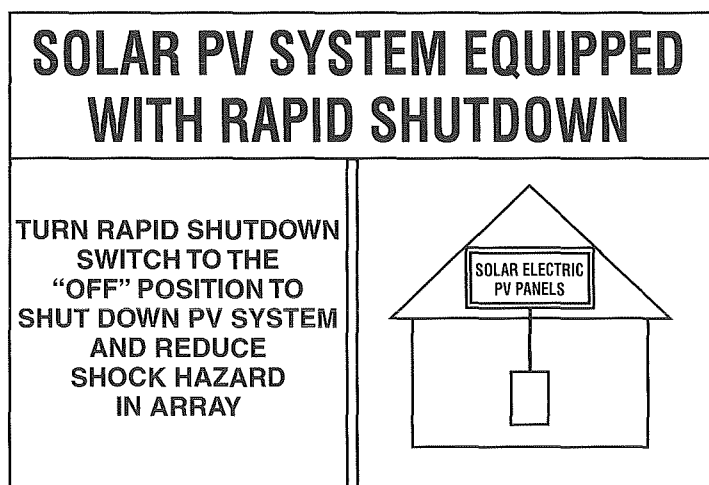 SOLAR PV SYSTEM EQUIPPED
WITH RAPID SHUTDOWN
TURN RAPID SHUTDOWN
SWITCH TO THE
“OFF” POSITION TO
SHUT DOWN PV SYSTEM
AND REDUCE
SHOCK HAZARD
IN ARRAY
SOLAR ELECTRIC
PV PANELS